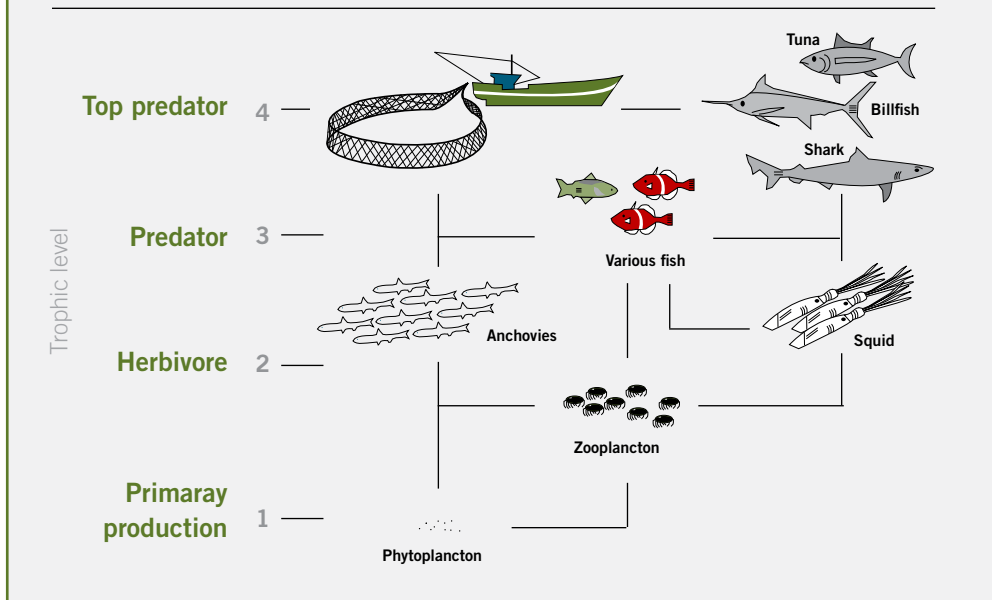 Tuna
Top predator 4
Billfish
Shark
Predator 3
Various fish
Trophic level
Anchovies
Squid
Herbivore 2
Zooplancton
Primaray
production 1
Phytoplancton